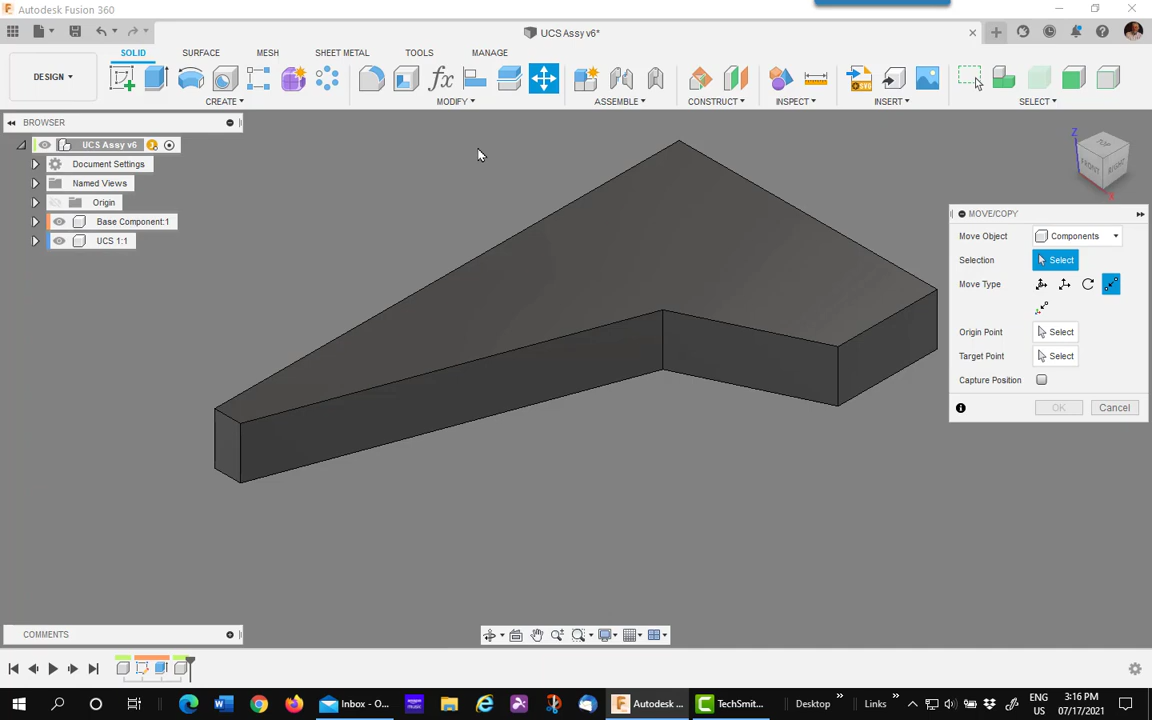 Autodesk Fusion 360
UCS Assy v6*
SOLID SURFACE MESH SHEET METAL TOOLS MANAGE
DESIGN
CREATE MODIFY ASSEMBLE CONSTRUCT INSPECT INSERT SELECT
BROWSER
UCS Assy v6
Document Settings
Named Views
Origin
Base Component:1
UCS 1:1
TOP
FRONT
RIGHT
Z
X
MOVE/COPY
Move Object Components
Selection Select
Move Type
Origin Point Select
Target Point Select
Capture Position
OK Cancel
COMMENTS
Inbox - O...
Autodesk ...
TechSmit...
Desktop
Links
ENG
US
3:16 PM
07/17/2021